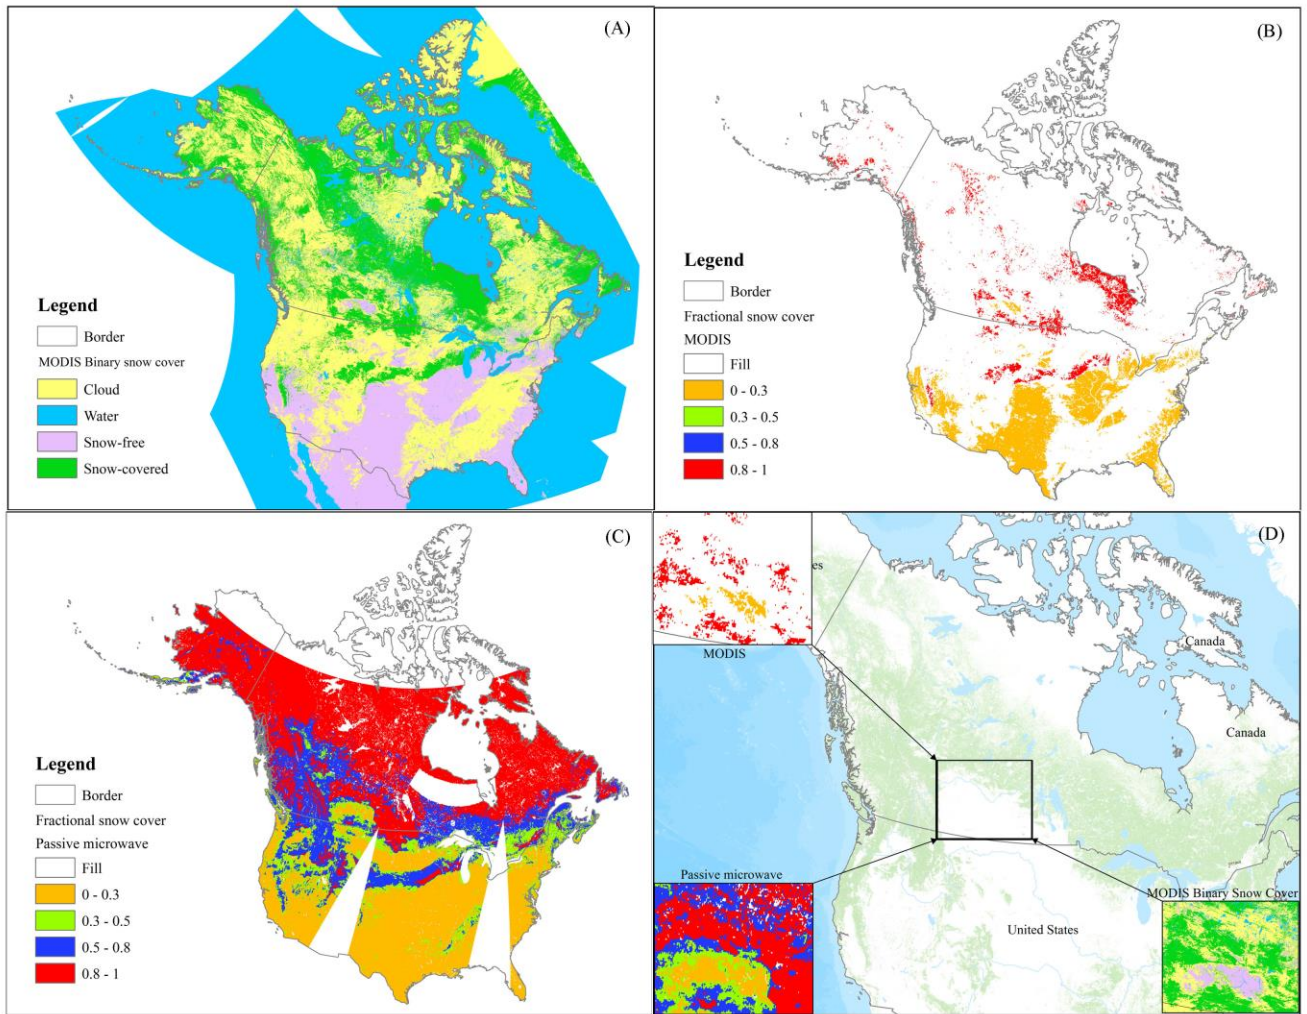 (A)
Legend
Border
MODIS Binary snow cover
Cloud
Water
Snow-free
Snow-covered
(B)
Legend
Border
Fractional snow cover
MODIS
Fill
0 - 0.3
0.3 - 0.5
0.5 - 0.8
0.8 - 1
(C)
Legend
Border
Fractional snow cover
Passive microwave
Fill
0 - 0.3
0.3 - 0.5
0.5 - 0.8
0.8 - 1
(D)
es
MODIS
Canada
Canada
Passive microwave
MODIS Binary Snow Cover
United States